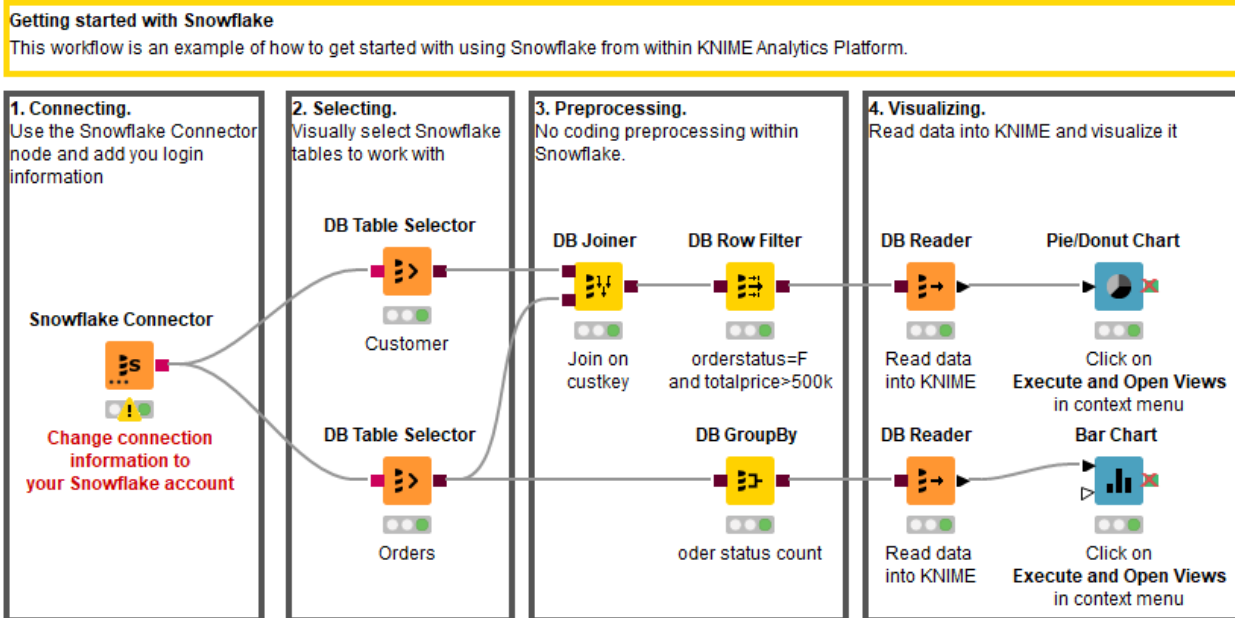 Getting started with Snowflake
This workflow is an example of how to get started with using Snowflake from within KNIME Analytics Platform.
1. Connecting.
Use the Snowflake Connector
node and add you login
information
Snowflake Connector
S
Change connection
information to
your Snowflake account
2. Selecting.
Visually select Snowflake
tables to work with
DB Table Selector
Customer
DB Table Selector
Orders
3. Preprocessing.
No coding preprocessing within
Snowflake.
DB Joiner
Join on
custkey
DB Row Filter
orderstatus=F
and totalprice>500k
DB GroupBy
oder status count
4. Visualizing.
Read data into KNIME and visualize it
DB Reader
Read data
into KNIME
Pie/Donut Chart
Click on
Execute and Open Views
in context menu
DB Reader
Read data
into KNIME
Bar Chart
Click on
Execute and Open Views
in context menu